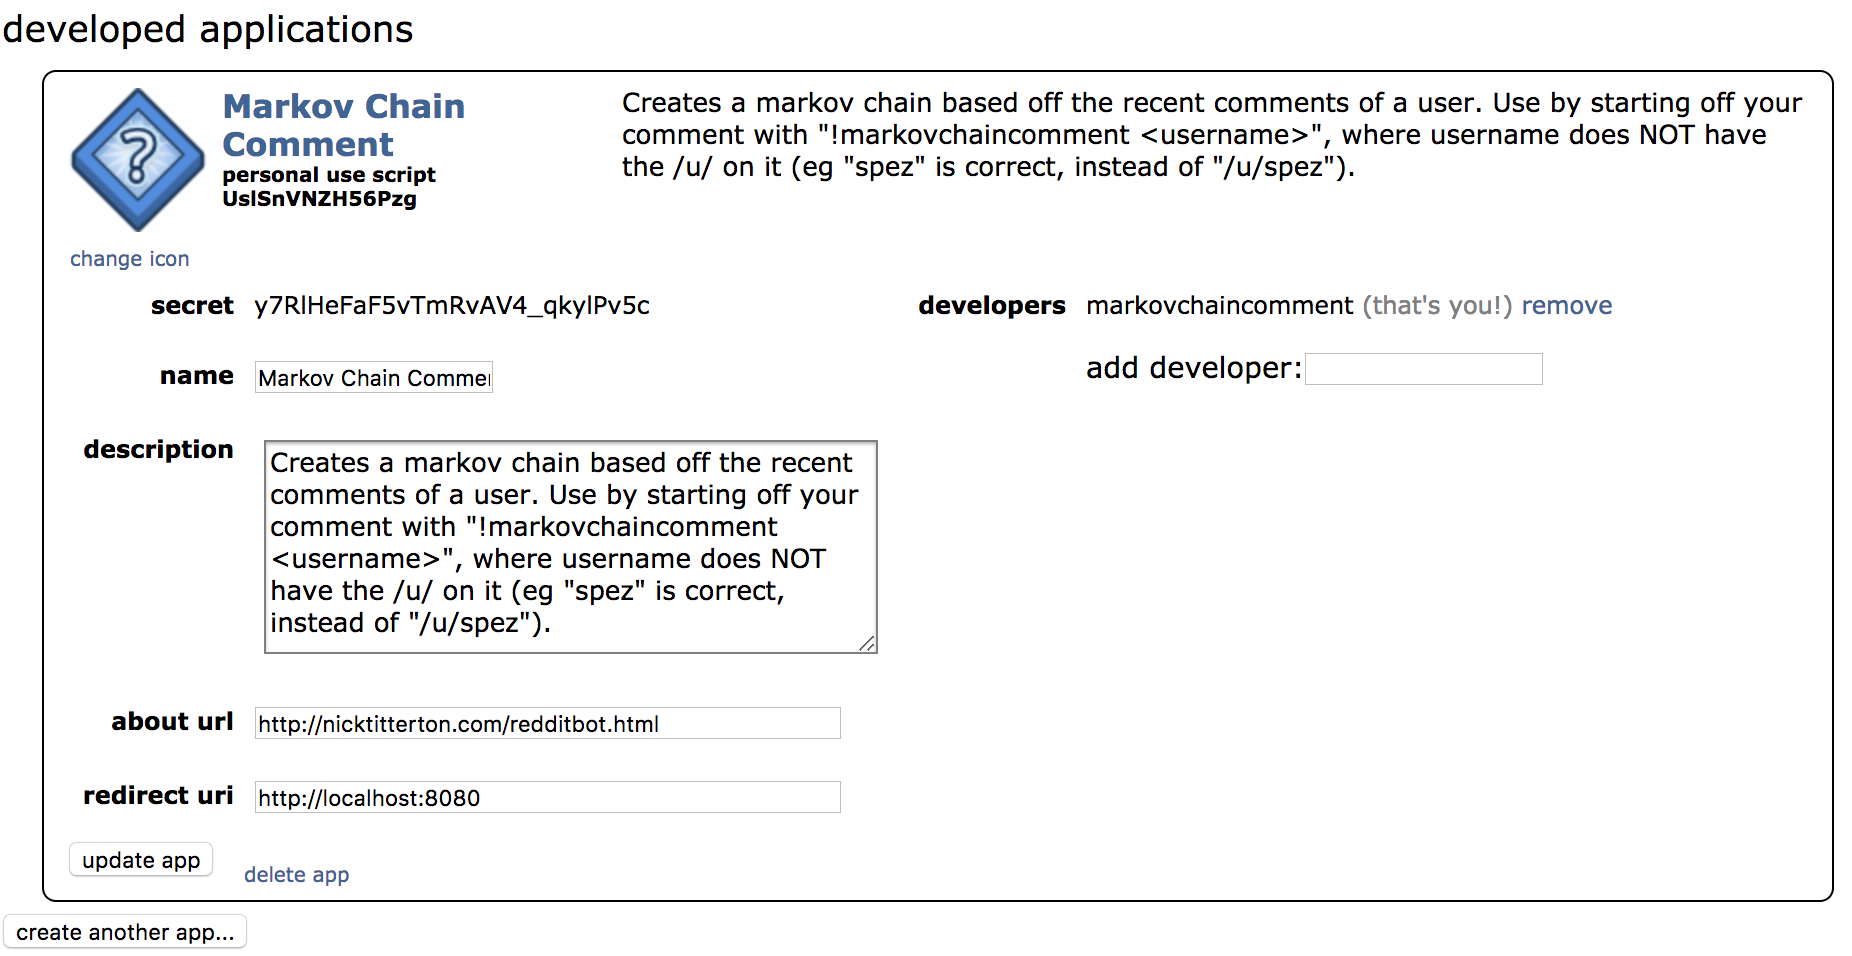 developed applications
Markov Chain
Comment
personal use script
UslSnVNZH56Pzg
Creates a markov chain based off the recent comments of a user. Use by starting off your
comment with "!markovchaincomment <username>", where username does NOT have
the /u/ on it (eg "spez" is correct, instead of "/u/spez").
change icon
secret y7RlHeFaF5vTmRvAV4_qkylPv5c
developers markovchaincomment (that's you!) remove
name Markov Chain Commen
add developer:
description
Creates a markov chain based off the recent
comments of a user. Use by starting off your
comment with "!markovchaincomment
<username>", where username does NOT
have the /u/ on it (eg "spez" is correct,
instead of "/u/spez").
about url http://nicktitterton.com/redditbot.html
redirect uri http://localhost:8080
update app
delete app
create another app...